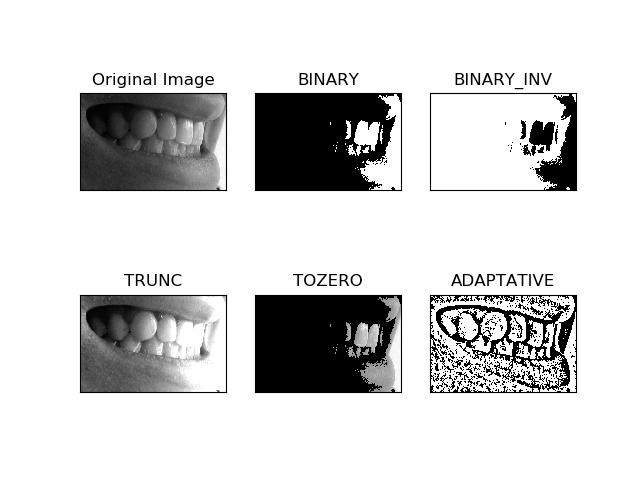 Original Image
BINARY
BINARY_INV
TRUNC
TOZERO
ADAPTATIVE